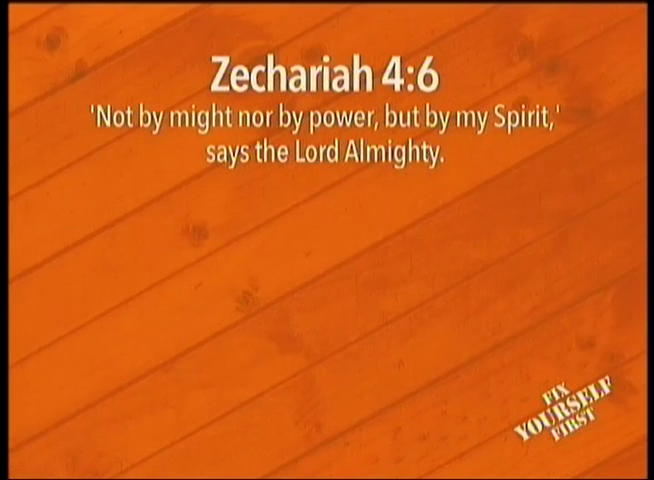 Zechariah 4:6
'Not by might nor by power, but by my Spirit,'
says the Lord Almighty.
FIX
YOURSELF
FIRST